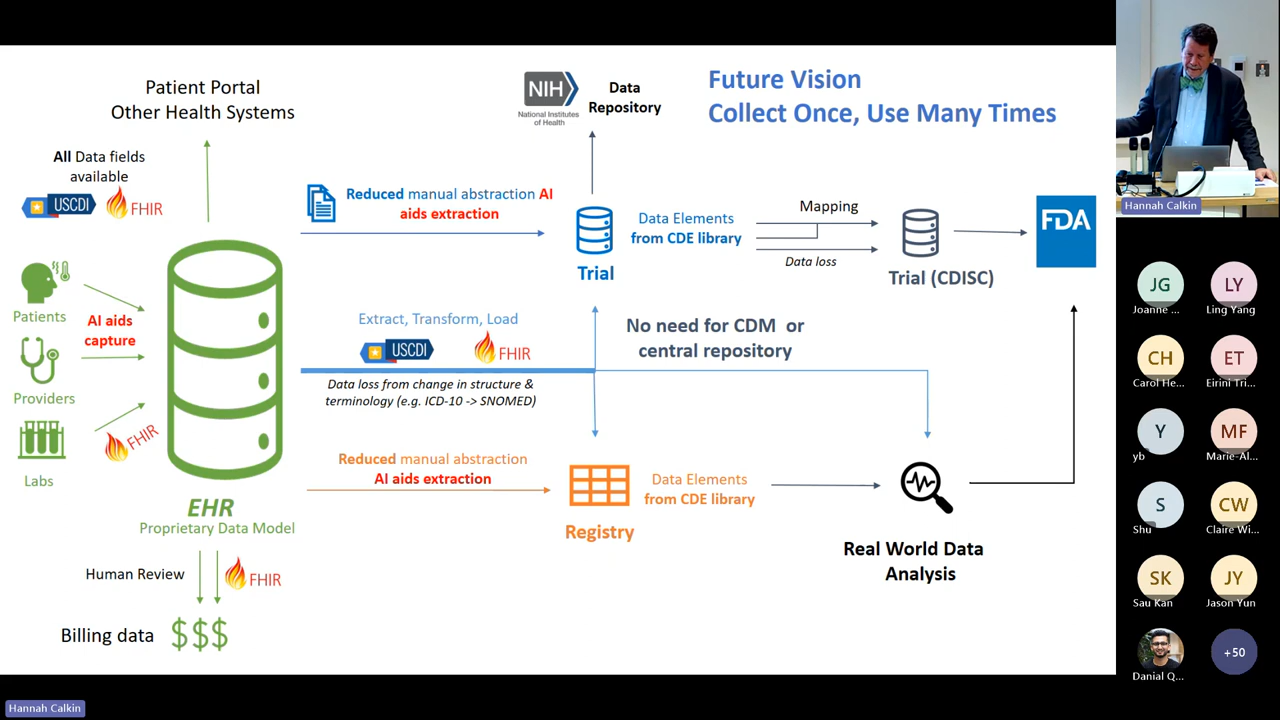 Patient Portal
Other Health Systems
All Data fields
available
USCDI
FHIR
Patients
Providers
Labs
AI aids
capture
FHIR
EHR
Proprietary Data Model
Human Review
FHIR
Billing data
$$$
NIH
National Institutes
of Health
Data
Repository
Future Vision
Collect Once, Use Many Times
Reduced manual abstraction AI
aids extraction
Trial
Data Elements
from CDE library
Mapping
Data loss
Trial (CDISC)
FDA
Extract, Transform, Load
USCDI
FHIR
Data loss from change in structure &
terminology (e.g. ICD-10 -> SNOMED)
No need for CDM or
central repository
Reduced manual abstraction
AI aids extraction
Registry
Data Elements
from CDE library
Real World Data
Analysis
Hannah Calkin
JG
Joanne ...
LY
Ling Yang
CH
Carol He...
ET
Eirini Tri...
Y
yb
MF
Marie-Al...
S
Shu
CW
Claire Wi...
SK
Sau Kan
JY
Jason Yun
Danial Q...
+50
Hannah Calkin